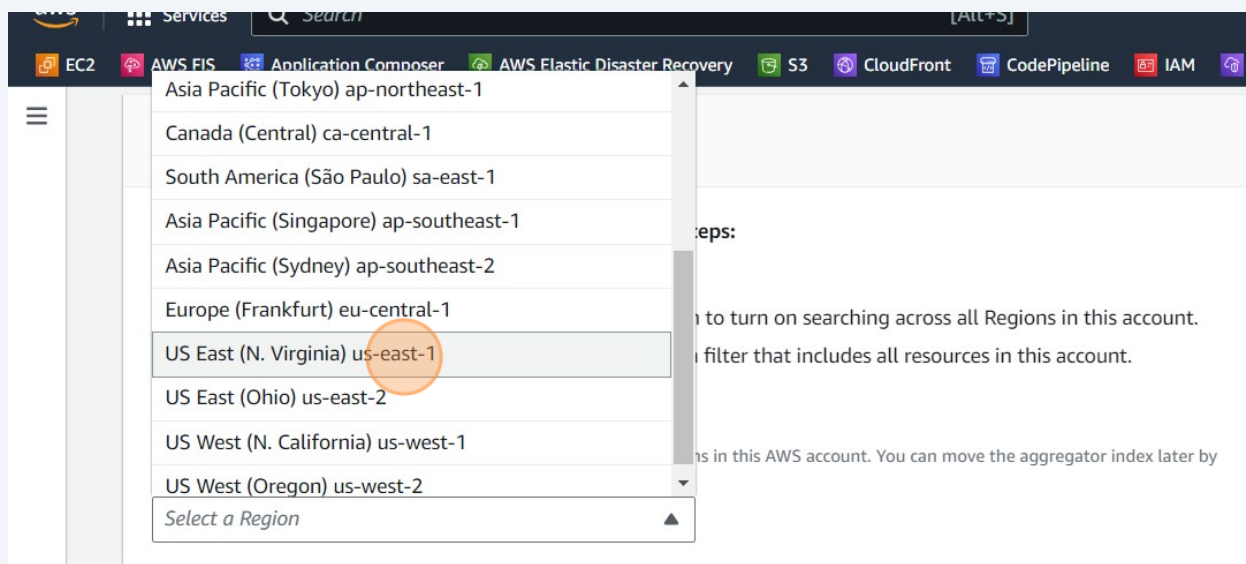 aws Services Search [Alt+S]
EC2 AWS FIS Application Composer AWS Elastic Disaster Recovery S3 CloudFront CodePipeline IAM
Asia Pacific (Tokyo) ap-northeast-1
Canada (Central) ca-central-1
South America (São Paulo) sa-east-1
Asia Pacific (Singapore) ap-southeast-1
teps:
Asia Pacific (Sydney) ap-southeast-2
Europe (Frankfurt) eu-central-1
to turn on searching across all Regions in this account.
US East (N. Virginia) us-east-1
filter that includes all resources in this account.
US East (Ohio) us-east-2
US West (N. California) us-west-1
ns in this AWS account. You can move the aggregator index later by
US West (Oregon) us-west-2
Select a Region